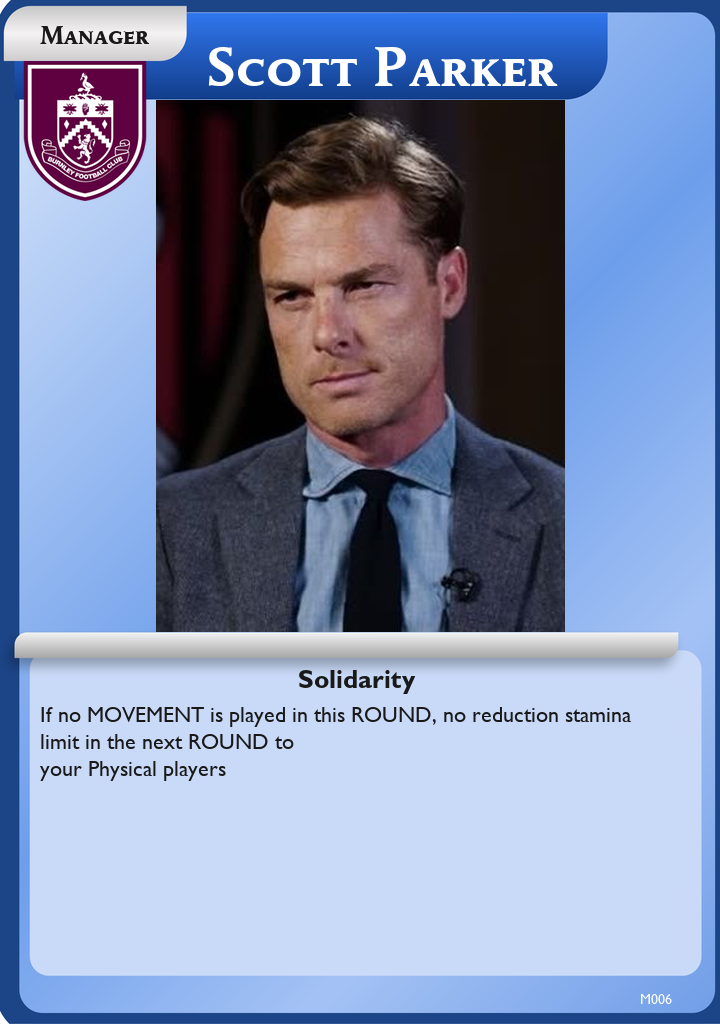 Manager
Scott Parker
BURNLEY FOOTBALL CLUB
Solidarity
If no MOVEMENT is played in this ROUND, no reduction stamina
limit in the next ROUND to
your Physical players
M006